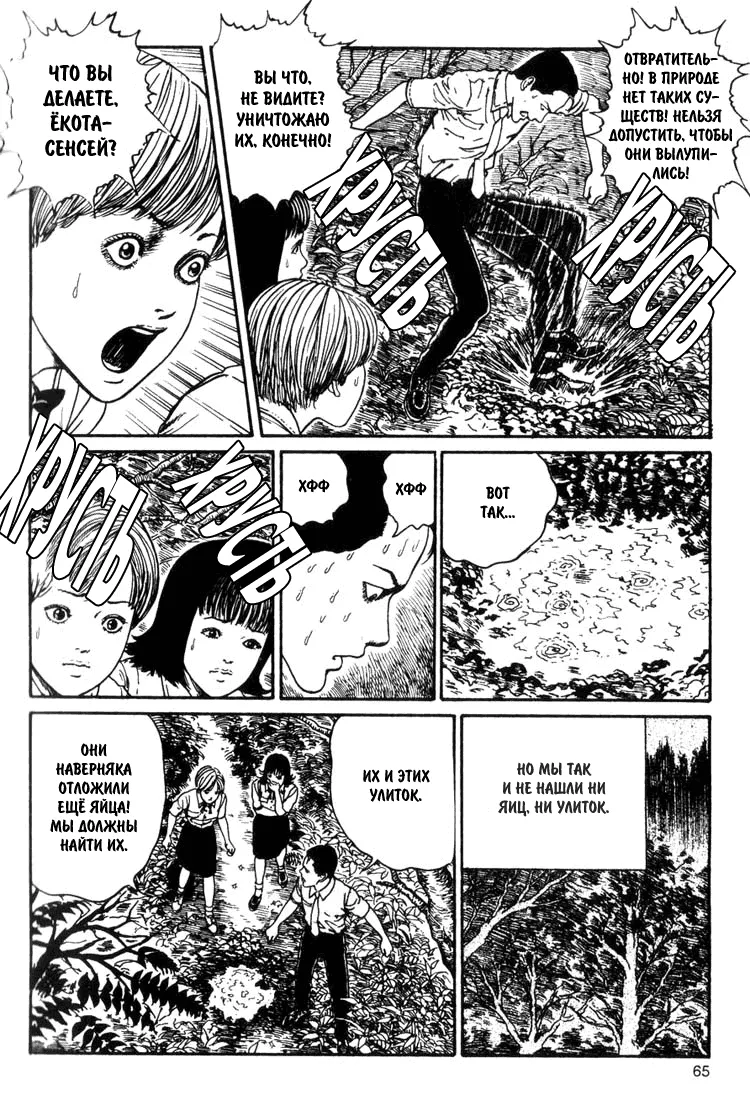 ЧТО ВЫ
ДЕЛАЕТЕ,
ЁКОТА-
СЕНСЕЙ?
ВЫ ЧТО,
НЕ ВИДИТЕ?
УНИЧТОЖАЮ
ИХ, КОНЕЧНО!
ОТВРАТИТЕЛЬ-
НО! В ПРИРОДЕ
НЕТ ТАКИХ СУ-
ЩЕСТВ! НЕЛЬЗЯ
ДОПУСТИТЬ, ЧТОБЫ
ОНИ ВЫЛУПИ-
ЛИСЬ!
ХРУСТЬ
ХРУСТЬ
ХРУСТЬ
ХРУСТЬ
ХФФ
ХФФ
ВОТ
ТАК...
ОНИ
НАВЕРНЯКА
ОТЛОЖИЛИ
ЕЩЁ ЯЙЦА!
МЫ ДОЛЖНЫ
НАЙТИ ИХ.
ИХ И ЭТИХ
УЛИТОК.
НО МЫ ТАК
И НЕ НАШЛИ НИ
ЯИЦ, НИ УЛИТОК.
65